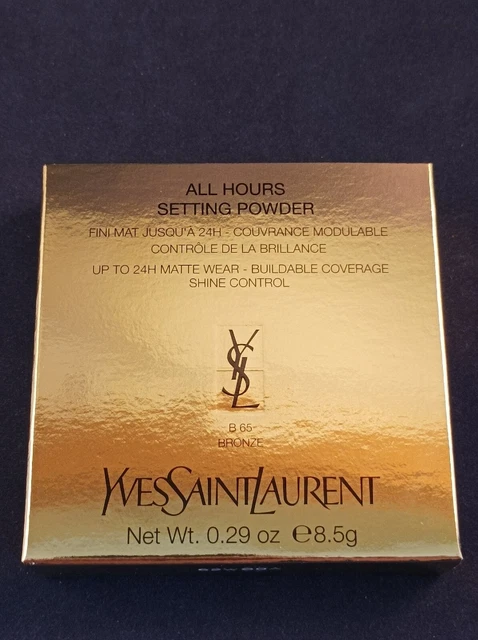 ALL HOURS
SETTING POWDER
FINI MAT JUSQU'À 24H - COUVRANCE MODULABLE
CONTRÔLE DE LA BRILLANCE
UP TO 24H MATTE WEAR - BUILDABLE COVERAGE
SHINE CONTROL
YSL
B 65
BRONZE
YVESSAINTLAURENT
Net Wt. 0.29 oz ℮8.5g